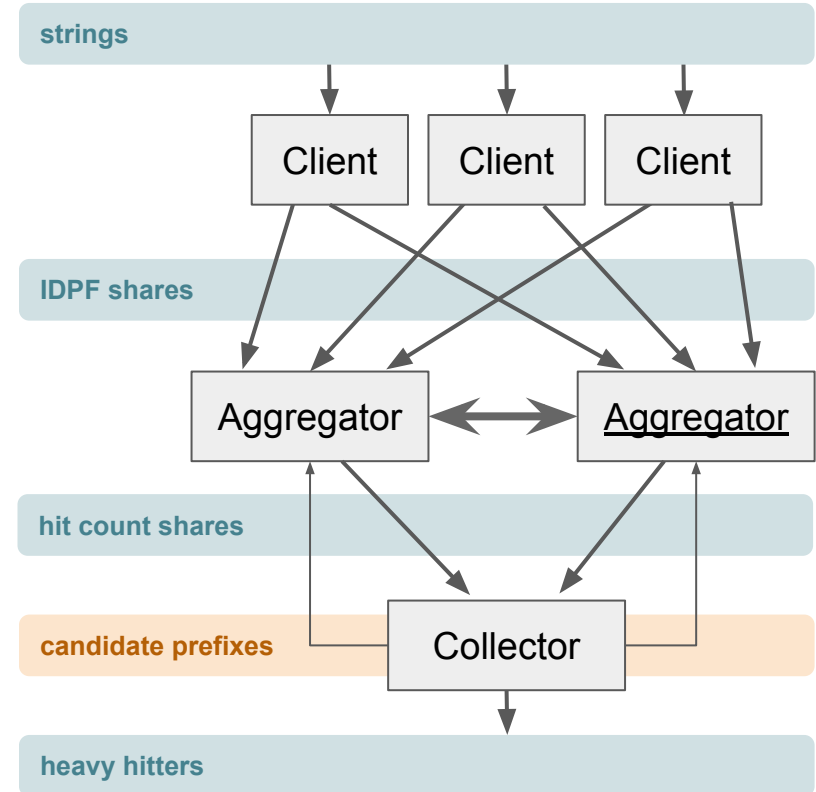 strings
Client Client Client
IDPF shares
Aggregator Aggregator
hit count shares
candidate prefixes
Collector
heavy hitters